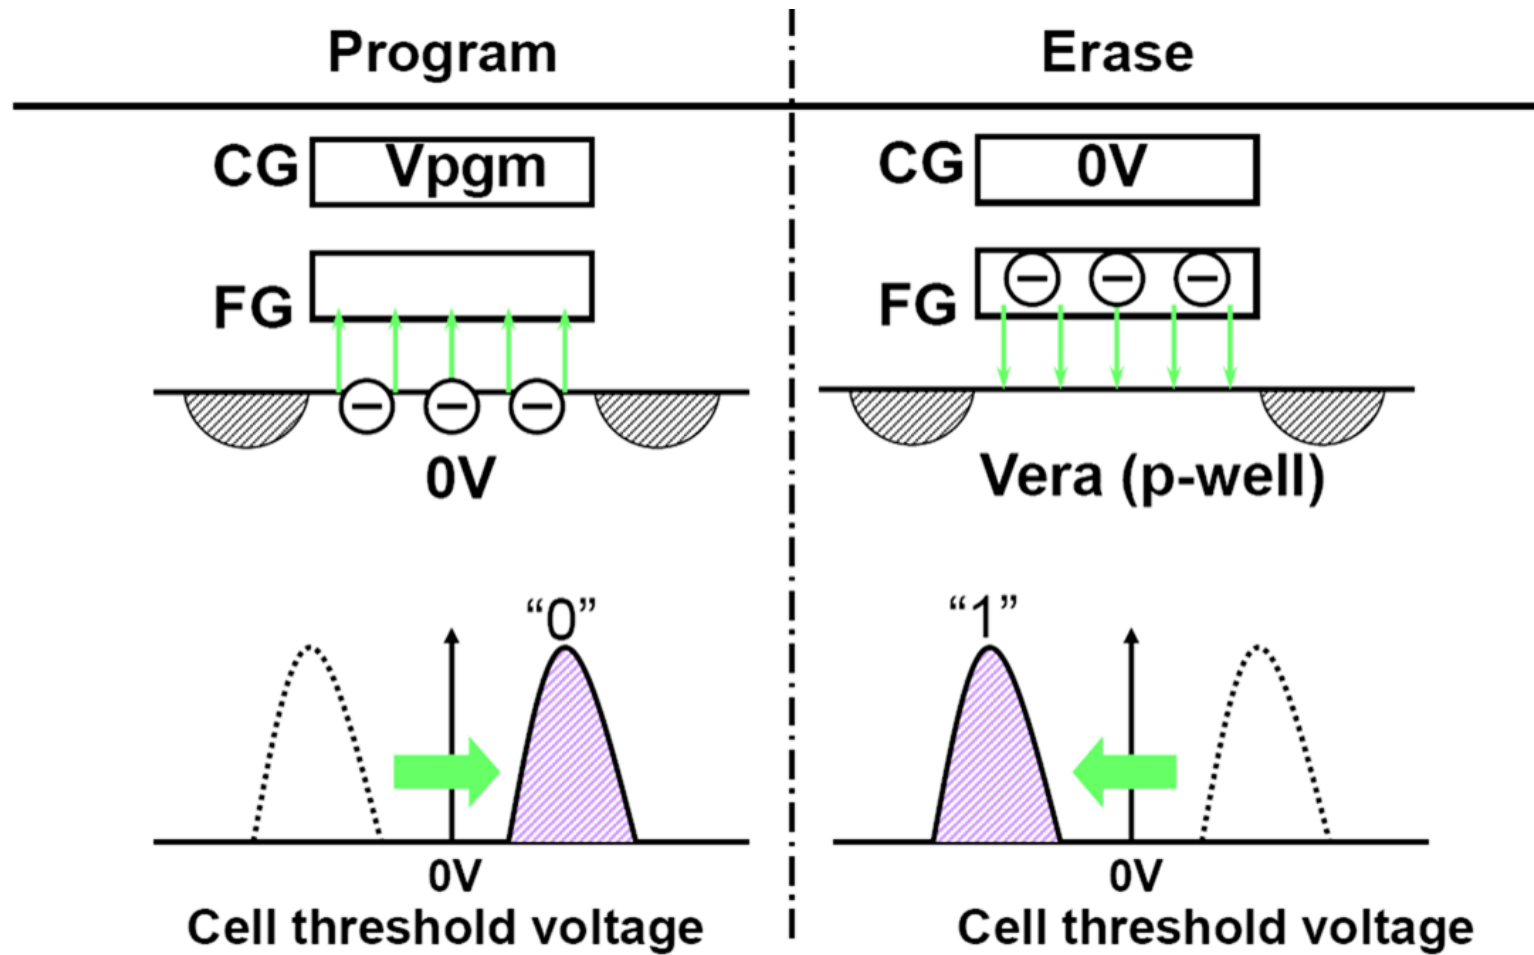 Program
Erase
CG
Vpgm
CG
0V
FG
FG
0V
Vera (p-well)
“0”
“1”
0V
0V
Cell threshold voltage
Cell threshold voltage